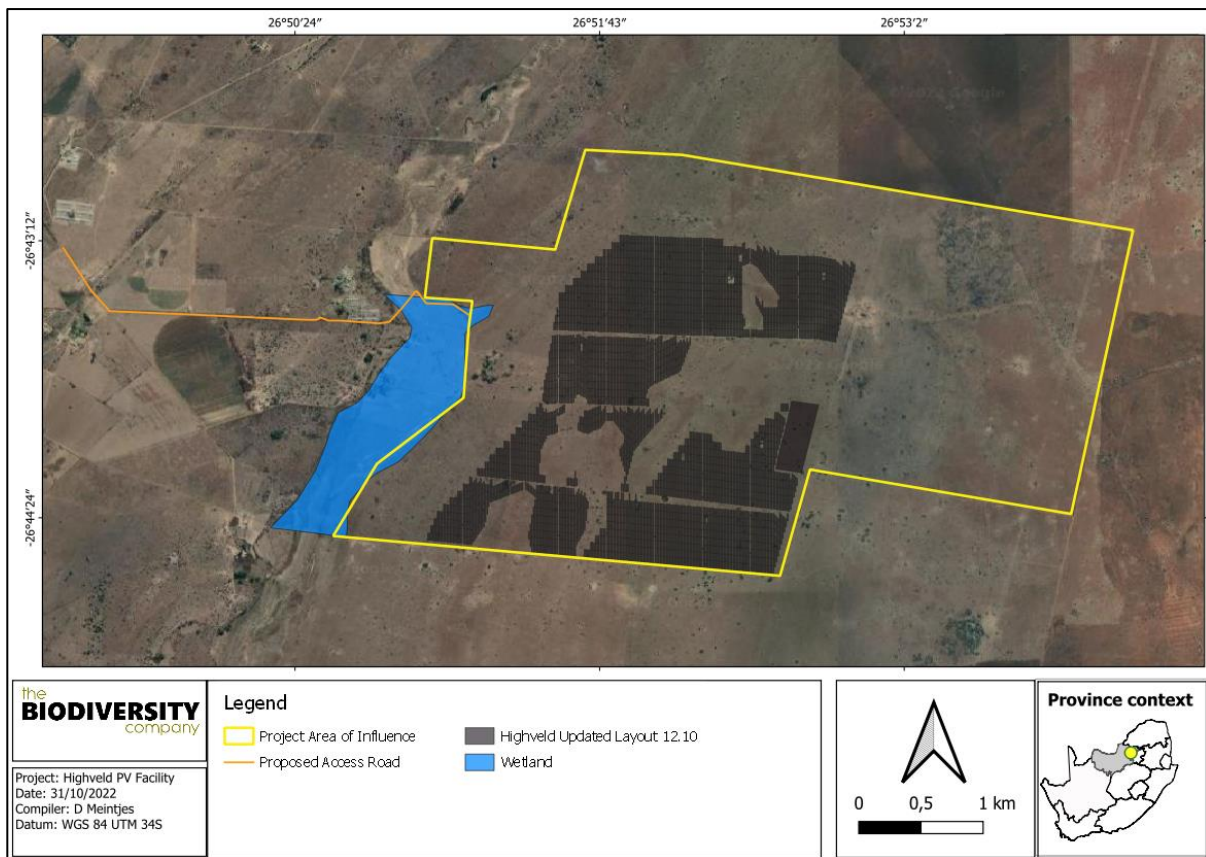 26°50′24″ 26°51′43″ 26°53′2″
-26°43′12″
-26°44′24″
the
BIODIVERSITY
company
Project: Highveld PV Facility
Date: 31/10/2022
Compiler: D Meintjes
Datum: WGS 84 UTM 34S
Legend
Project Area of Influence
Proposed Access Road
Highveld Updated Layout 12.10
Wetland
0 0,5 1 km
Province context